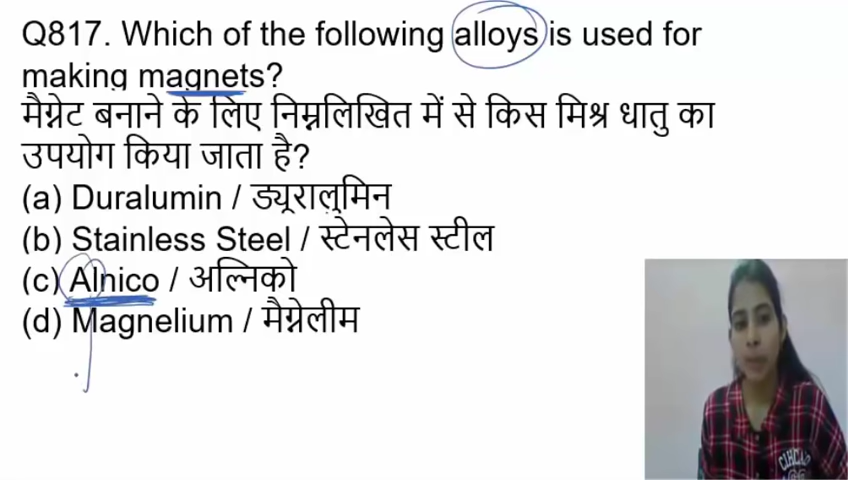 Q817. Which of the following alloys is used for
making magnets?
मैग्नेट बनाने के लिए निम्नलिखित में से किस मिश्र धातु का
उपयोग किया जाता है?
(a) Duralumin / ड्यूरालुमिन
(b) Stainless Steel / स्टेनलेस स्टील
(c) Alnico / अल्निको
(d) Magnelium / मैग्नेलीम